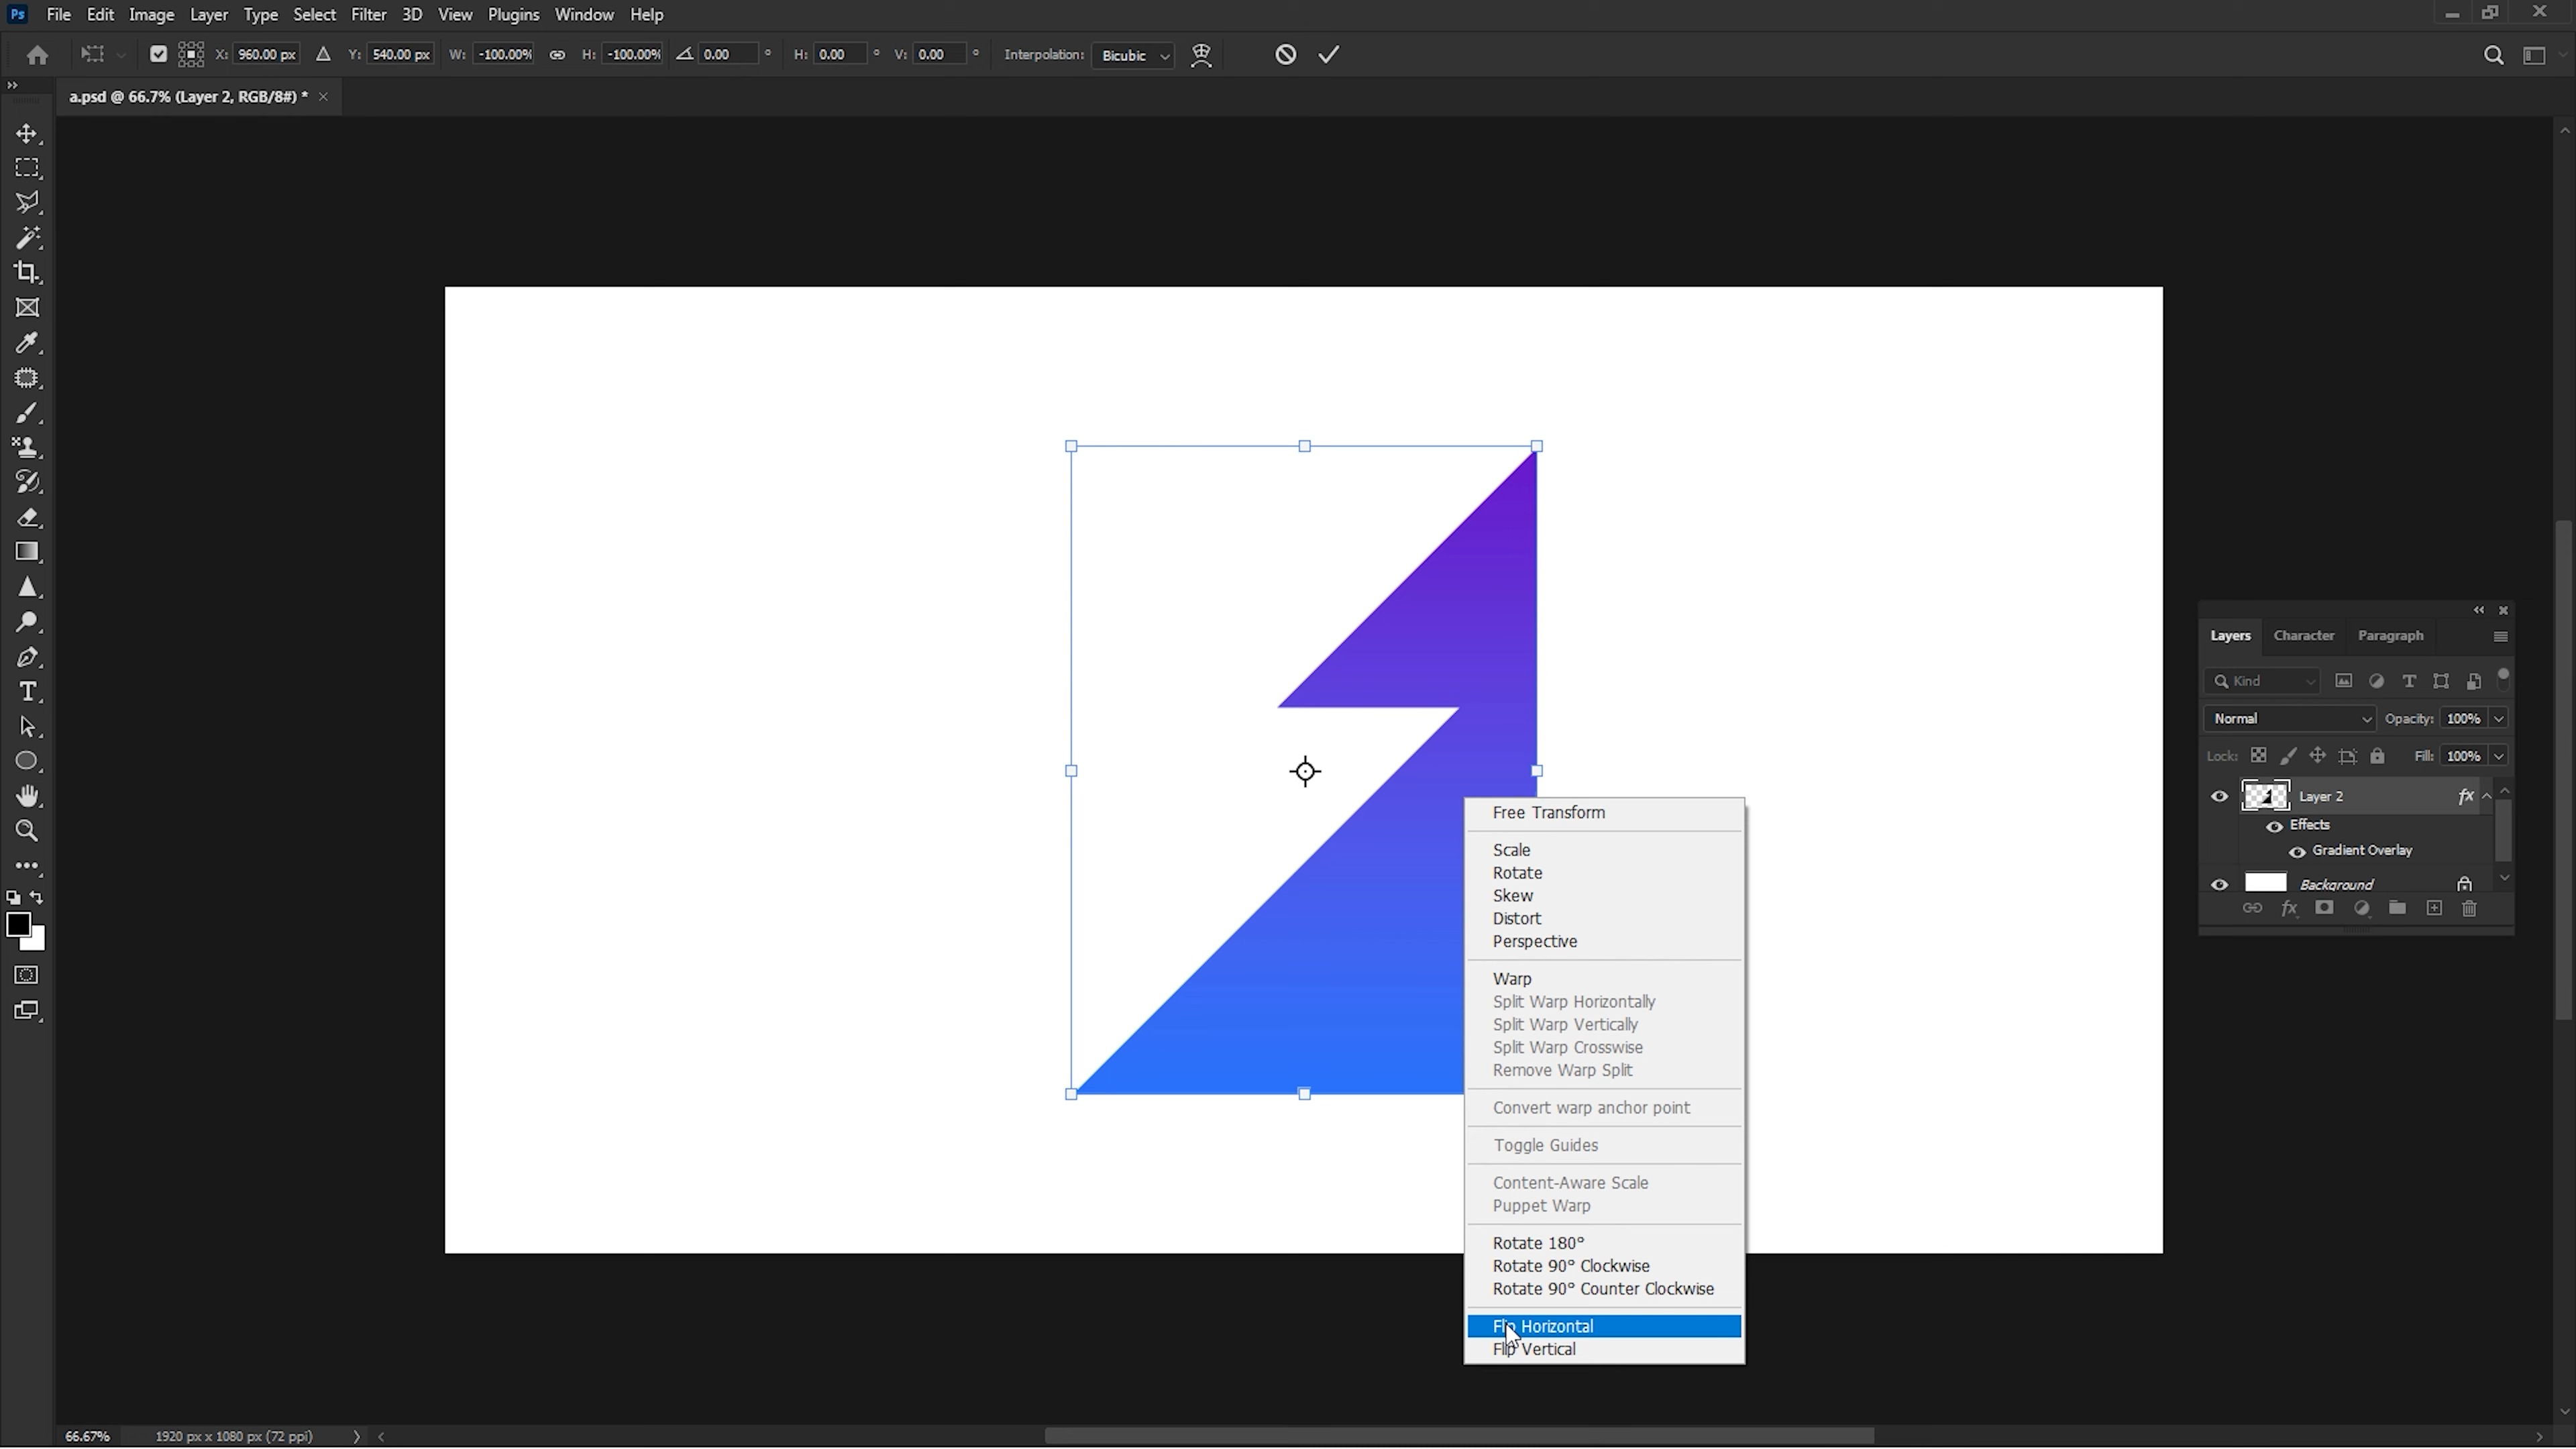 Ps File Edit Image Layer Type Select Filter 3D View Plugins Window Help
X: 960.00 px Y: 540.00 px W: -100.00% H: -100.00% 0.00 ° H: 0.00 ° V: 0.00 ° Interpolation: Bicubic
a.psd @ 66.7% (Layer 2, RGB/8#) * ×
Layers Character Paragraph
Kind
Normal Opacity: 100%
Lock: Fill: 100%
Layer 2 fx
Effects
Gradient Overlay
Background
fx
Free Transform
Scale
Rotate
Skew
Distort
Perspective
Warp
Split Warp Horizontally
Split Warp Vertically
Split Warp Crosswise
Remove Warp Split
Convert warp anchor point
Toggle Guides
Content-Aware Scale
Puppet Warp
Rotate 180°
Rotate 90° Clockwise
Rotate 90° Counter Clockwise
Flip Horizontal
Flip Vertical
66.67% 1920 px x 1080 px (72 ppi)